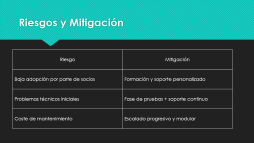 Riesgos y Mitigación
Riesgo
Mitigación
Baja adopción por parte de socios
Formación y soporte personalizado
Problemas técnicos iniciales
Fase de pruebas + soporte continuo
Coste de mantenimiento
Escalado progresivo y modular